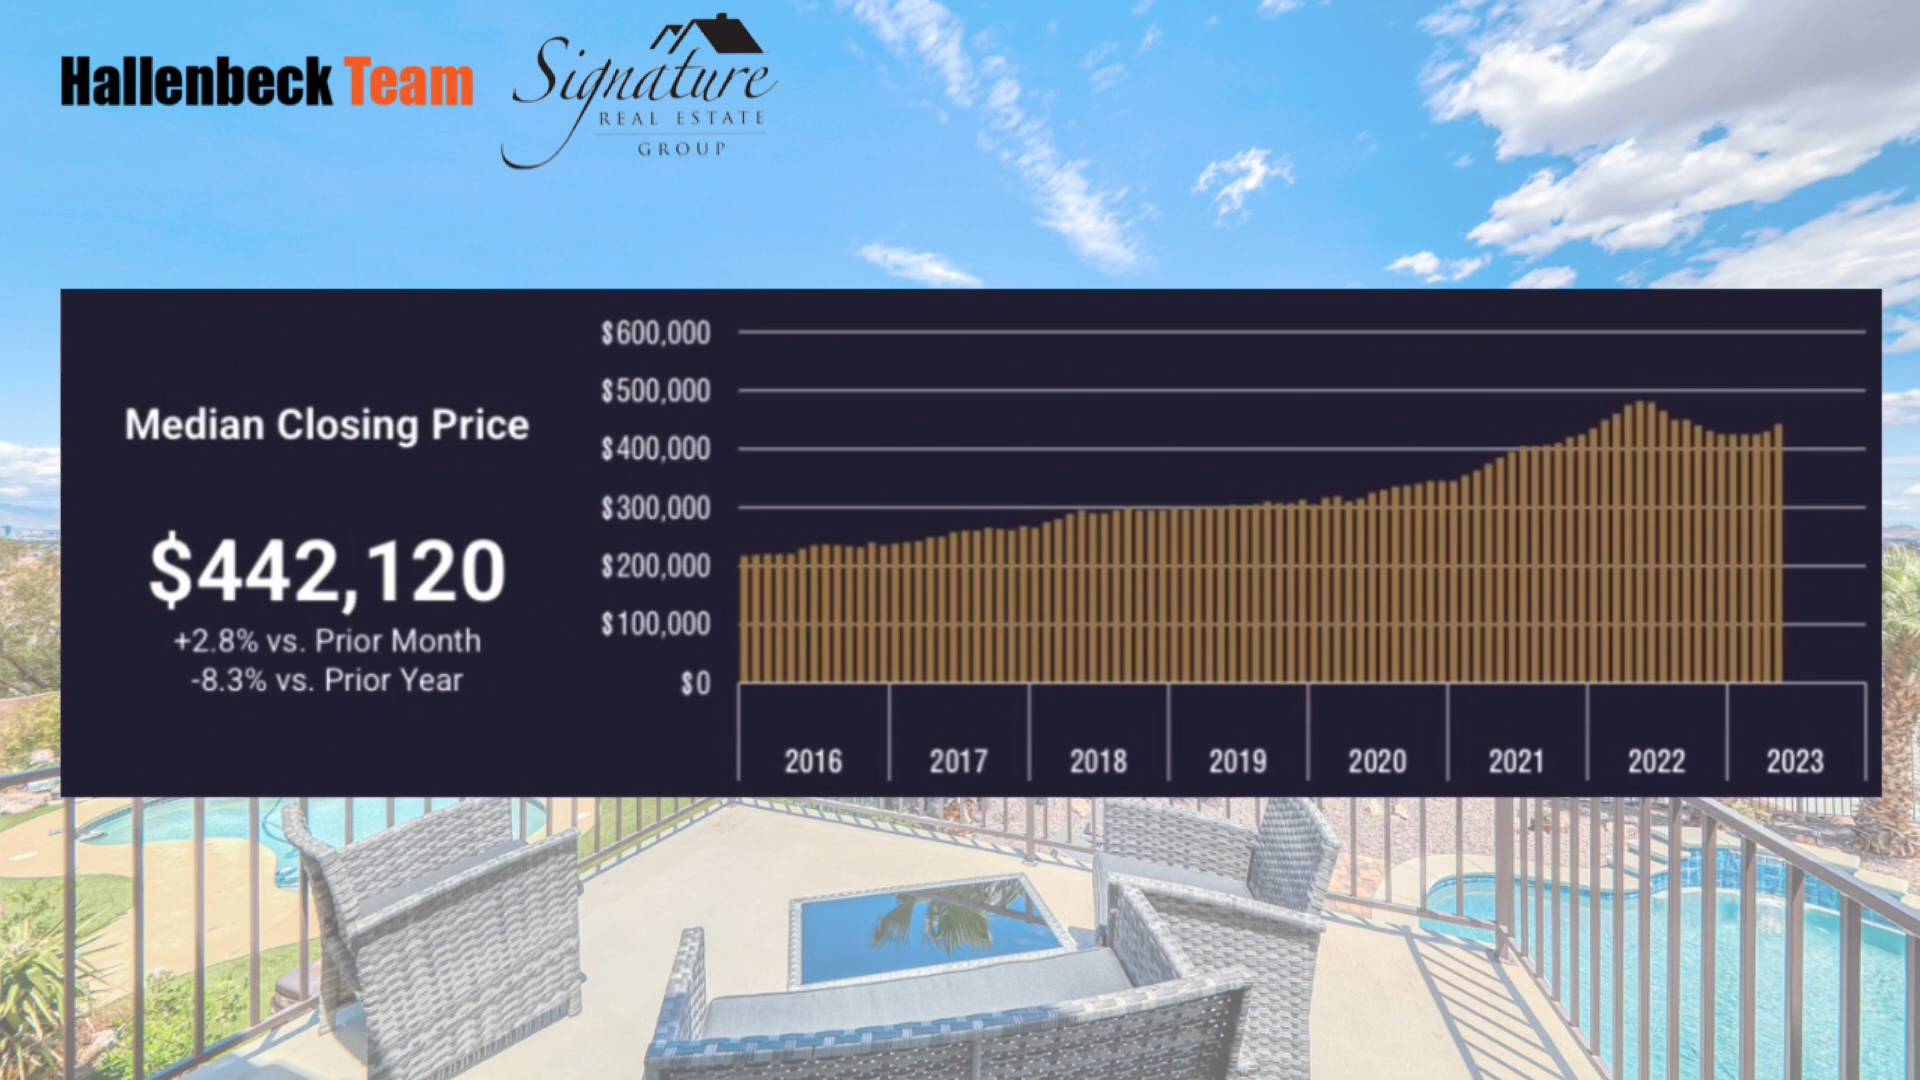 Hallenbeck Team
Signature
REAL ESTATE
GROUP
Median Closing Price
$442,120
+2.8% vs. Prior Month
-8.3% vs. Prior Year
$600,000
$500,000
$400,000
$300,000
$200,000
$100,000
$0
2016 2017 2018 2019 2020 2021 2022 2023